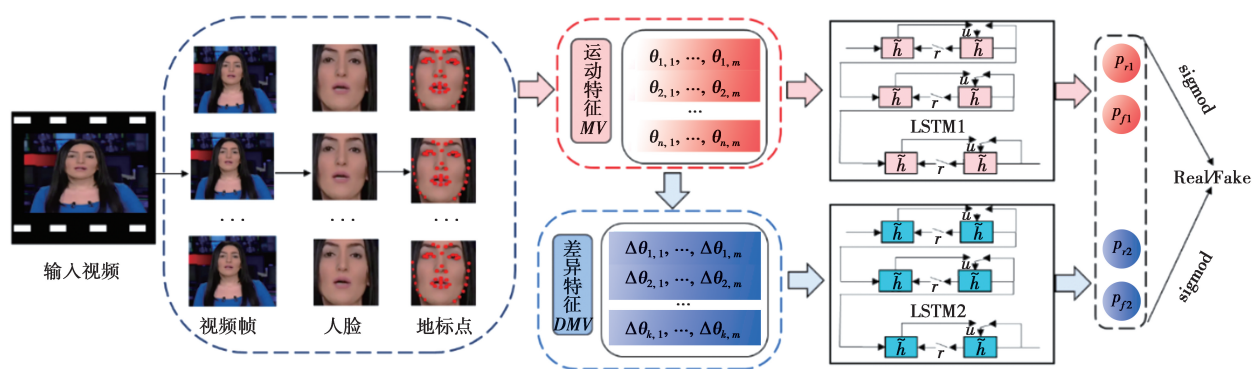 输入视频
视频帧
人脸
地标点
...
...
...
运动特征
MV
θ1,1, ..., θ1,m
θ2,1, ..., θ2,m
...
θn,1, ..., θn,m
差异特征
DMV
Δθ1,1, ..., Δθ1,m
Δθ2,1, ..., Δθ2,m
...
Δθk,1, ..., Δθk,m
h̃ r u h̃
h̃ r u h̃
LSTM1
h̃ r u h̃
h̃ r u h̃
h̃ r h̃
LSTM2
h̃ r u h̃
pr1
pf1
pr2
pf2
sigmod
sigmod
Real/Fake